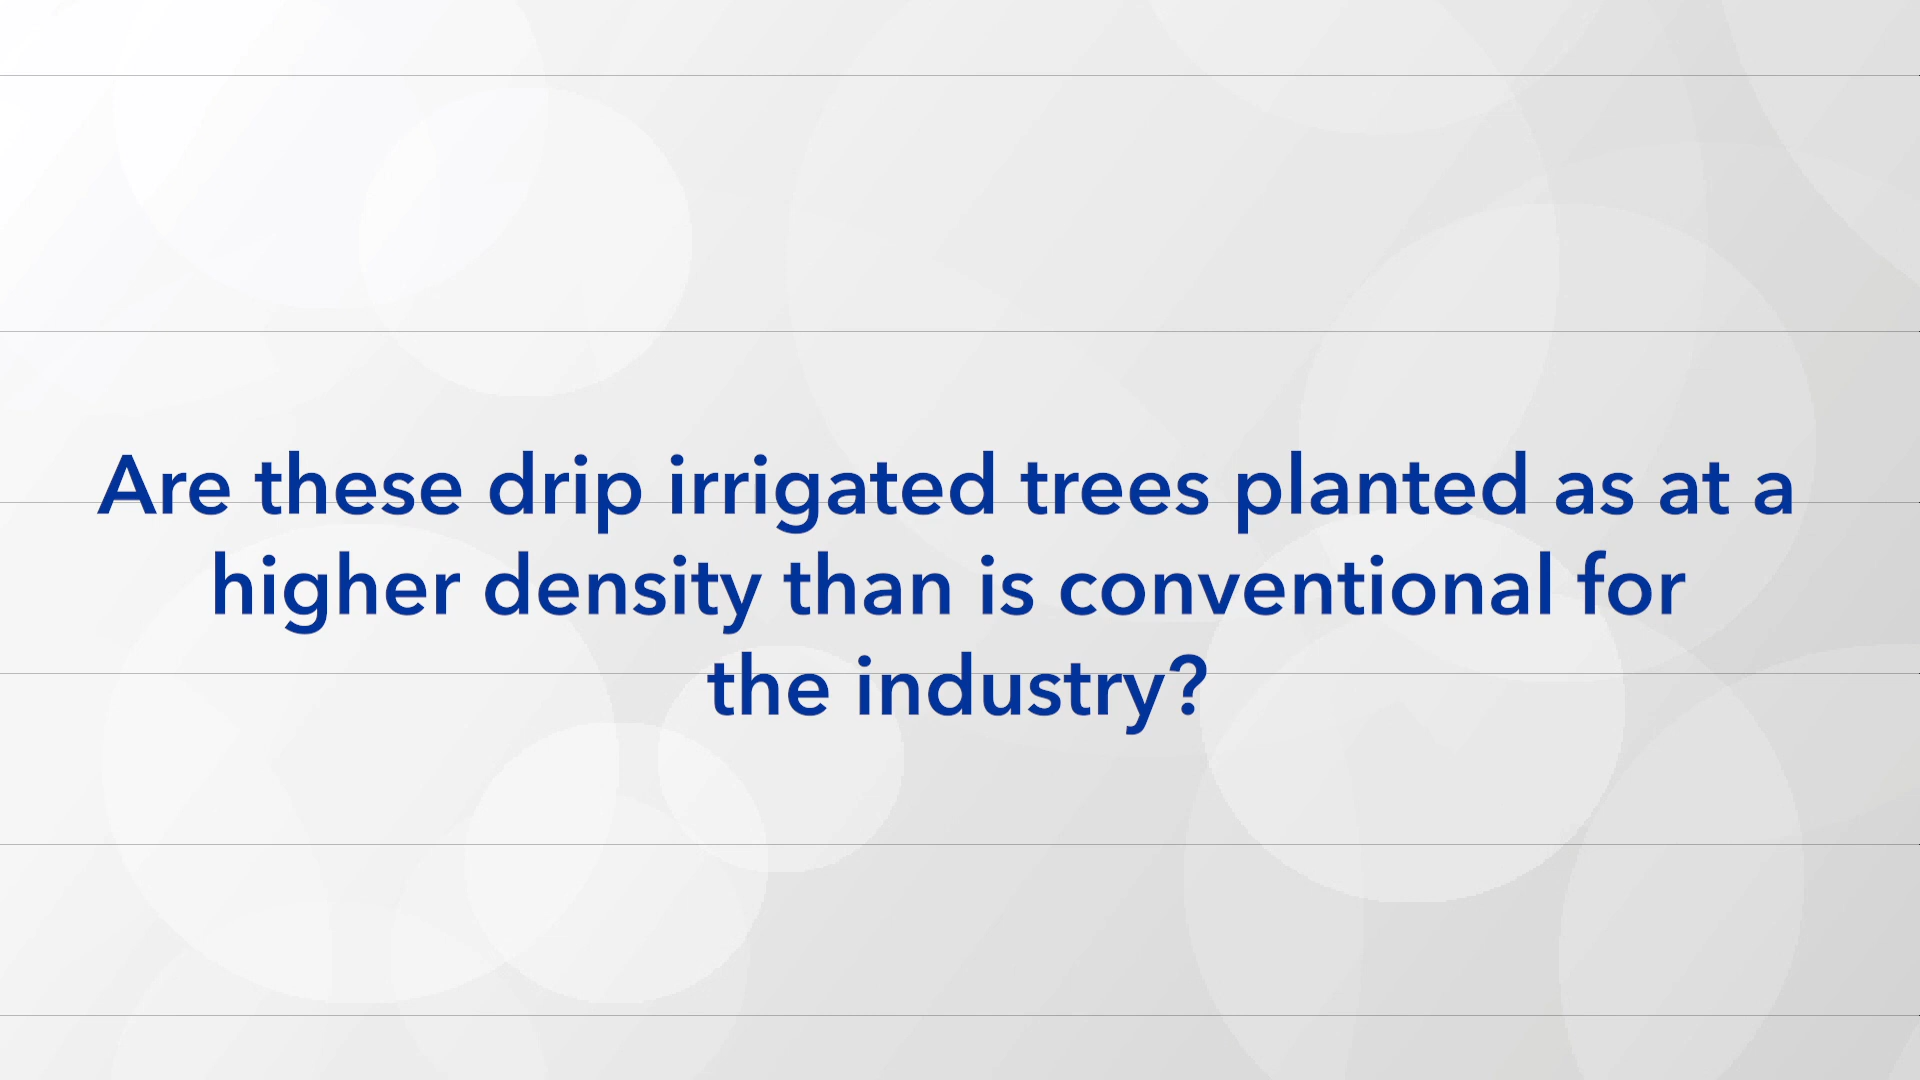 Are these drip irrigated trees planted as at a
higher density than is conventional for
the industry?